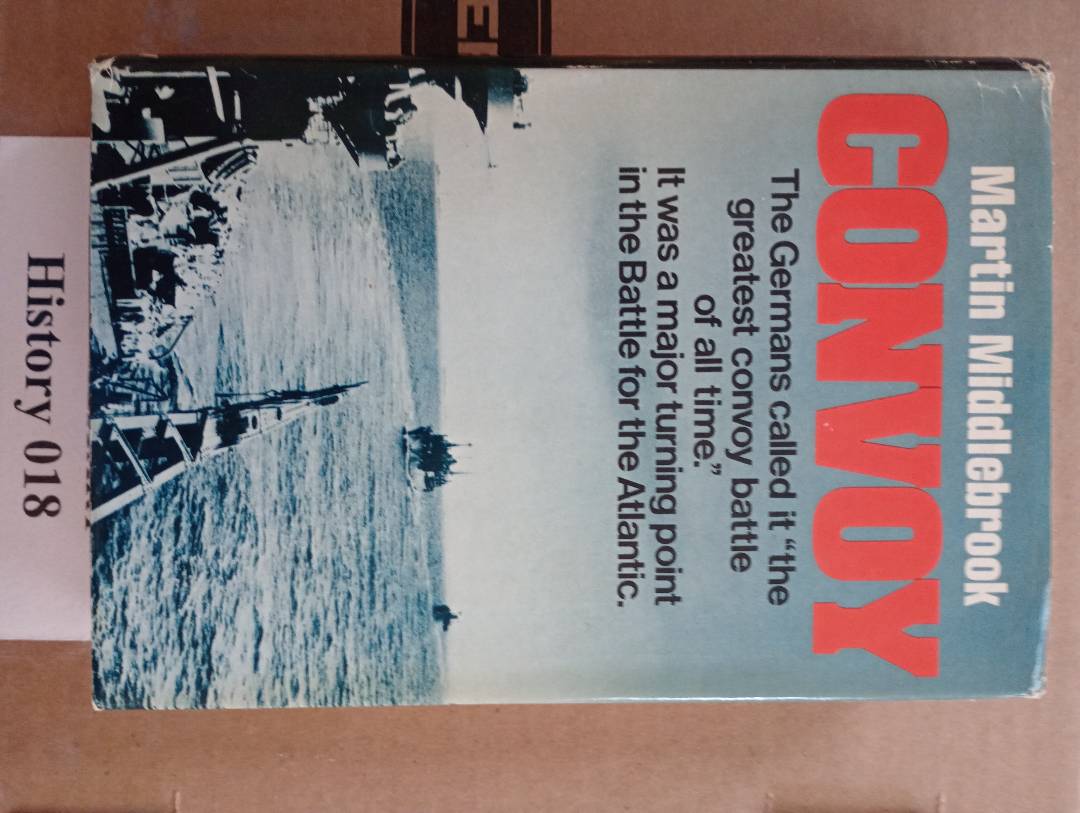 Martin Middlebrook
CONVOY
The Germans called it “the
greatest convoy battle
of all time.”
It was a major turning point
in the Battle for the Atlantic.
History 018